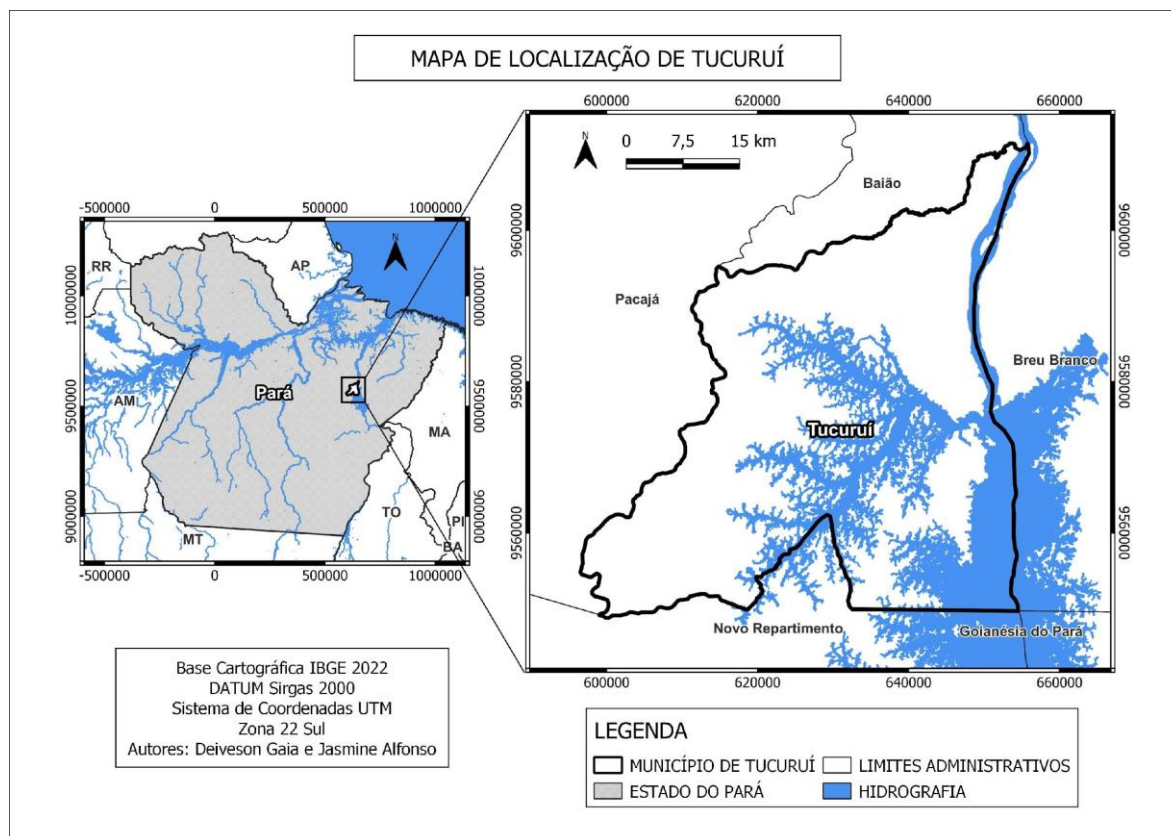 MAPA DE LOCALIZAÇÃO DE TUCURUÍ
-500000 0 500000 1000000
10000000
9500000
9000000
RR
AP
AM
Pará
MA
TO
PI
BA
MT
10000000
9500000
9000000
-500000 0 500000 1000000
600000 620000 640000 660000
N
N
0 7,5 15 km
9600000
9580000
9560000
Baião
Pacajá
Breu Branco
Tucuruí
Novo Repartimento
Goianésia do Pará
9600000
9580000
9560000
600000 620000 640000 660000
Base Cartográfica IBGE 2022
DATUM Sirgas 2000
Sistema de Coordenadas UTM
Zona 22 Sul
Autores: Deiveson Gaia e Jasmine Alfonso
LEGENDA
MUNICÍPIO DE TUCURUÍ
LIMITES ADMINISTRATIVOS
ESTADO DO PARÁ
HIDROGRAFIA